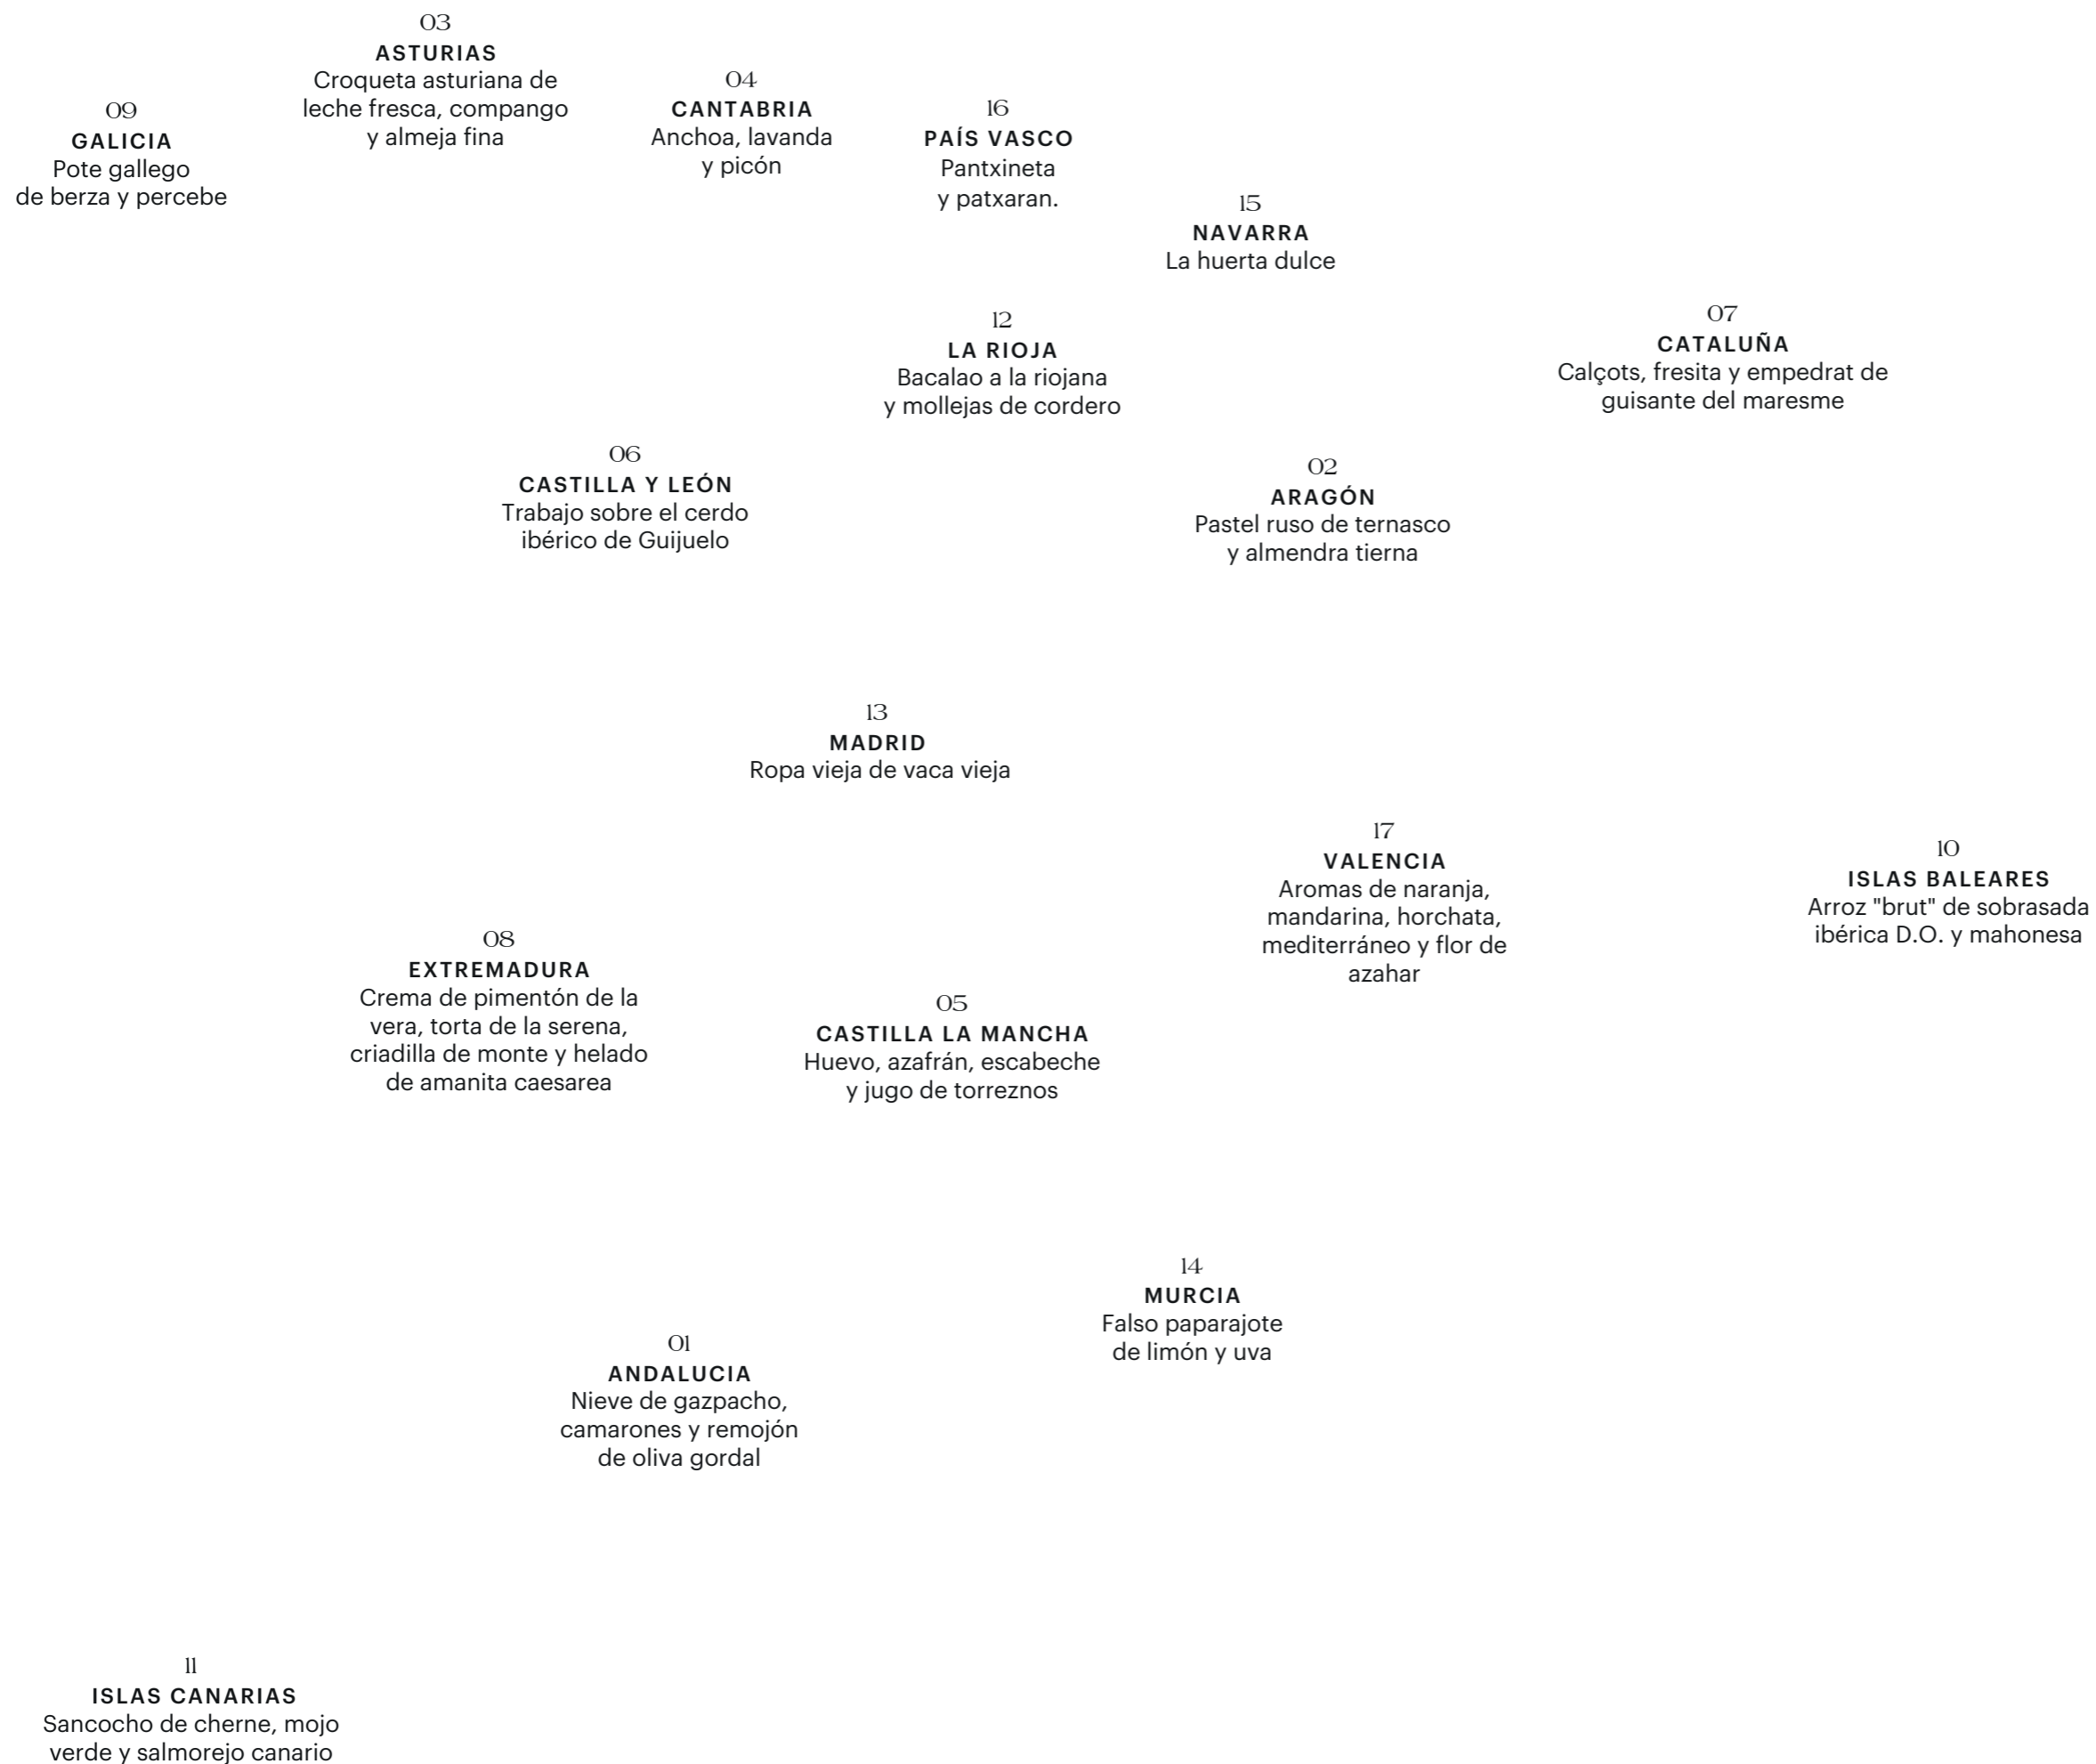 03
ASTURIAS
Croqueta asturiana de
leche fresca, compango
y almeja fina
04
CANTABRIA
Anchoa, lavanda
y picón
09
GALICIA
Pote gallego
de berza y percebe
16
PAÍS VASCO
Pantxineta
y patxaran.
15
NAVARRA
La huerta dulce
12
LA RIOJA
Bacalao a la riojana
y mollejas de cordero
07
CATALUÑA
Calçots, fresita y empedrat de
guisante del maresme
06
CASTILLA Y LEÓN
Trabajo sobre el cerdo
ibérico de Guijuelo
02
ARAGÓN
Pastel ruso de ternasco
y almendra tierna
13
MADRID
Ropa vieja de vaca vieja
17
VALENCIA
Aromas de naranja,
mandarina, horchata,
mediterráneo y flor de
azahar
10
ISLAS BALEARES
Arroz "brut" de sobrasada
ibérica D.O. y mahonesa
08
EXTREMADURA
Crema de pimentón de la
vera, torta de la serena,
criadilla de monte y helado
de amanita caesarea
05
CASTILLA LA MANCHA
Huevo, azafrán, escabeche
y jugo de torreznos
14
MURCIA
Falso paparajote
de limón y uva
01
ANDALUCIA
Nieve de gazpacho,
camarones y remojón
de oliva gordal
11
ISLAS CANARIAS
Sancocho de cherne, mojo
verde y salmorejo canario